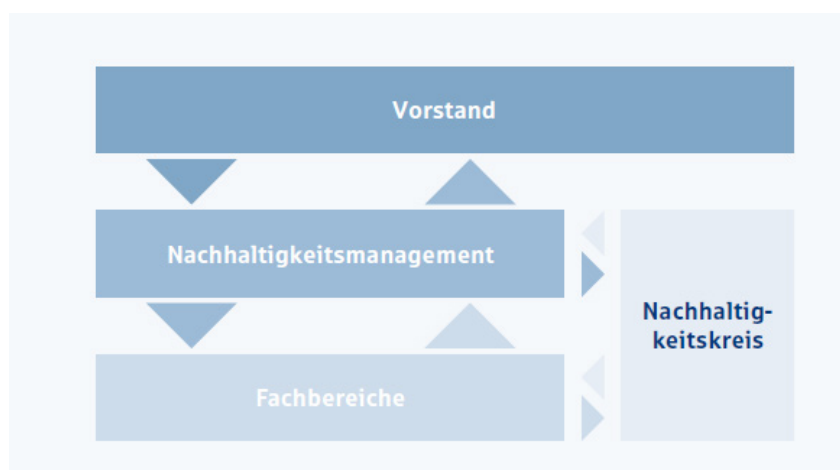 Vorstand
Nachhaltigkeitsmanagement
Nachhaltig-
keitskreis
Fachbereiche